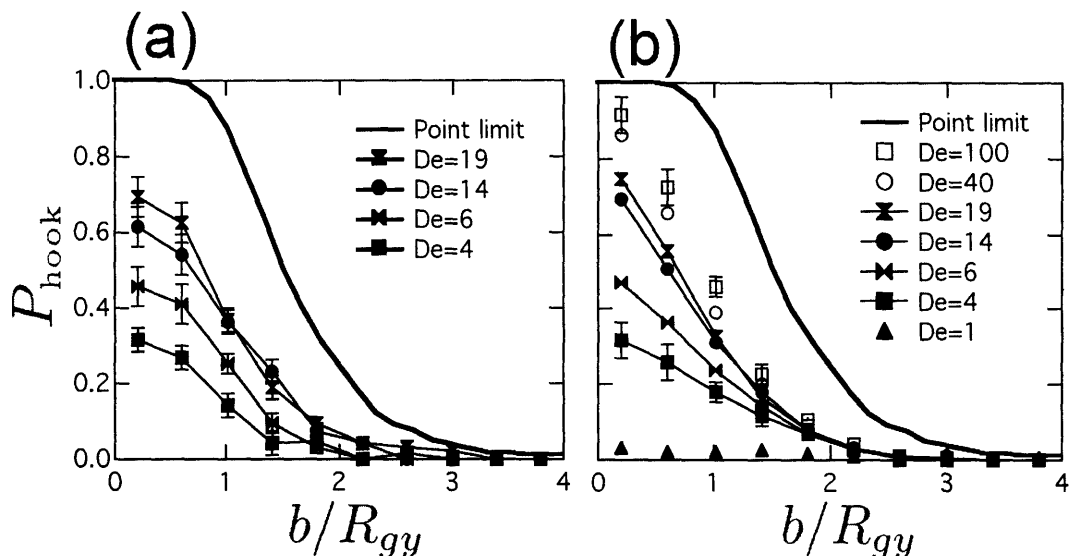 (a)
P_hook
1.0
0.8
0.6
0.4
0.2
0.0
0 1 2 3 4
b/R_gy
Point limit
De=19
De=14
De=6
De=4
(b)
Point limit
De=100
De=40
De=19
De=14
De=6
De=4
De=1
0 1 2 3 4
b/R_gy